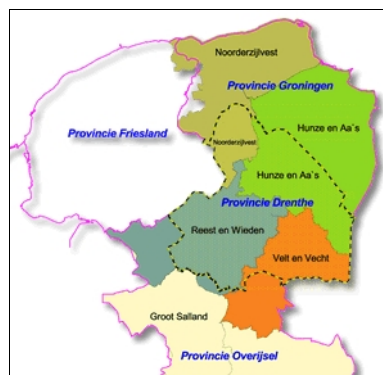 Noorderzijlvest
Provincie Groningen
Provincie Friesland
Hunze en Aa`s
Noorderzijlvest
Hunze en Aa`s
Provincie Drenthe
Reest en Wieden
Velt en Vecht
Groot Salland
Provincie Overijsel